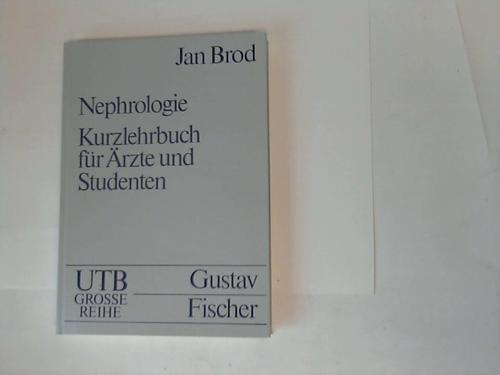 Jan Brod
Nephrologie
Kurzlehrbuch
für Ärzte und
Studenten
UTB
GROSSE
REIHE
Gustav
Fischer